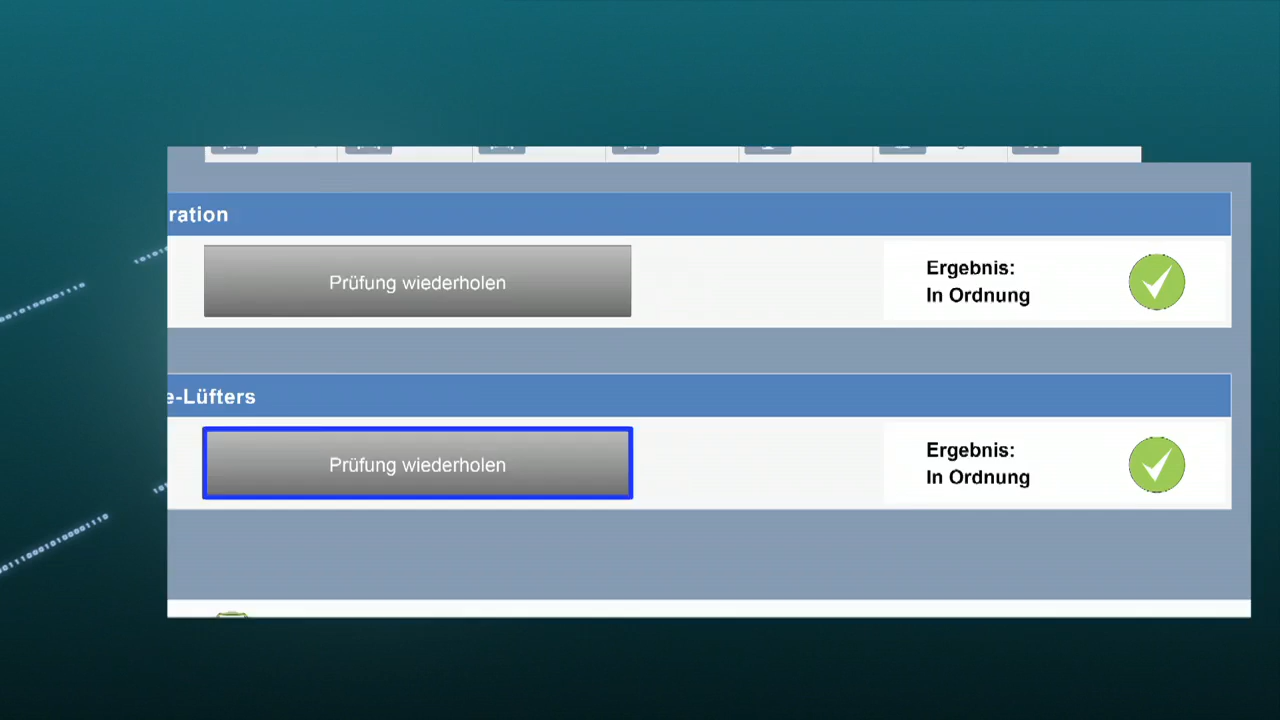 ration
Prüfung wiederholen
Ergebnis:
In Ordnung
e-Lüfters
Prüfung wiederholen
Ergebnis:
In Ordnung